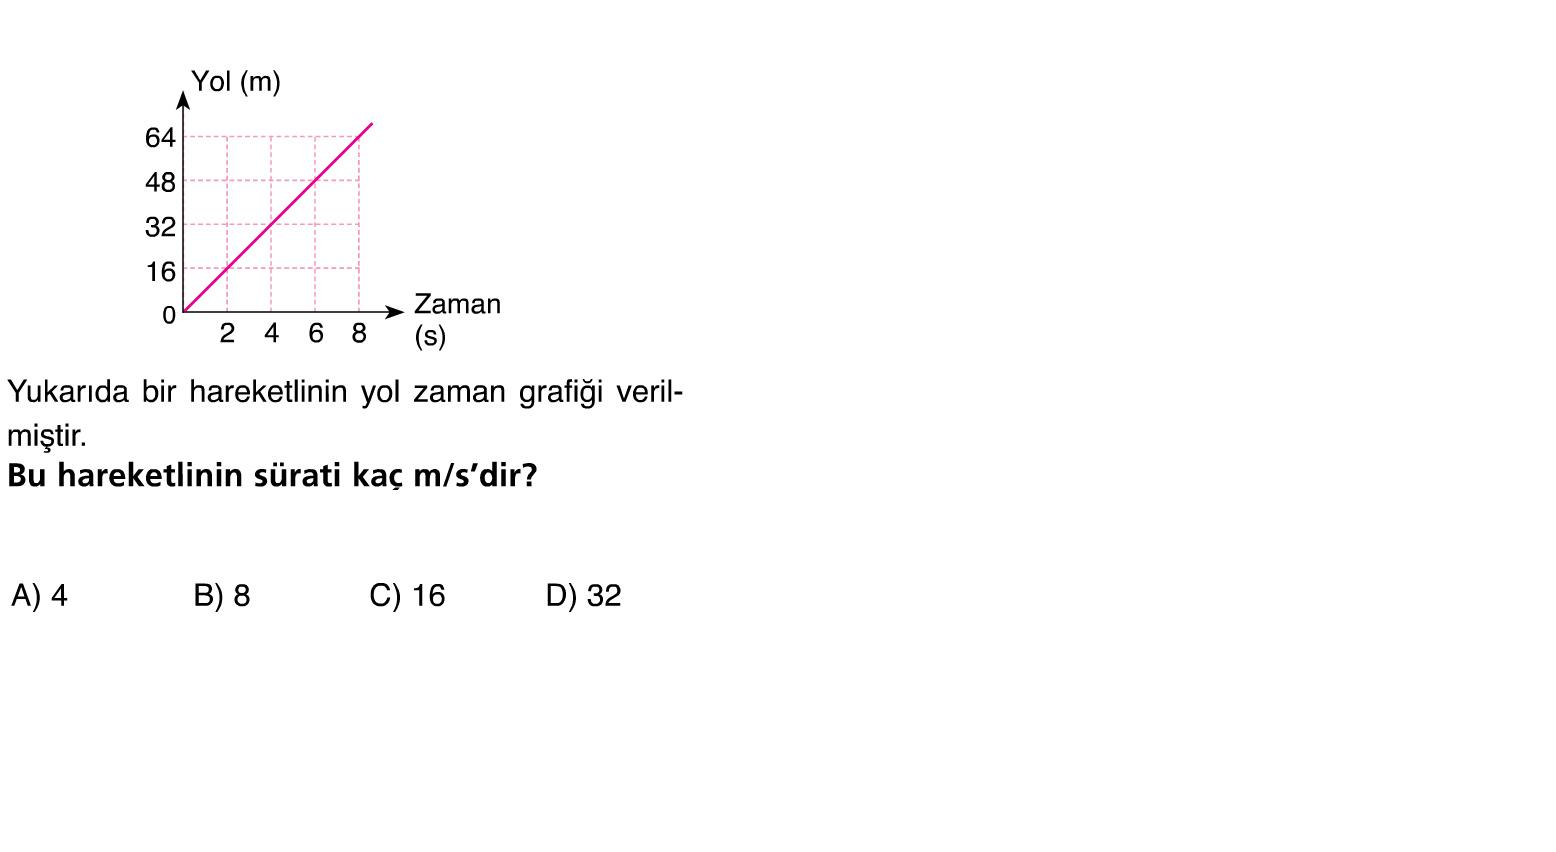 Yol (m)
64
48
32
16
0
2 4 6 8
Zaman
(s)
Yukarıda bir hareketlinin yol zaman grafiği veril-
miştir.
Bu hareketlinin sürati kaç m/s’dir?
A) 4 B) 8 C) 16 D) 32